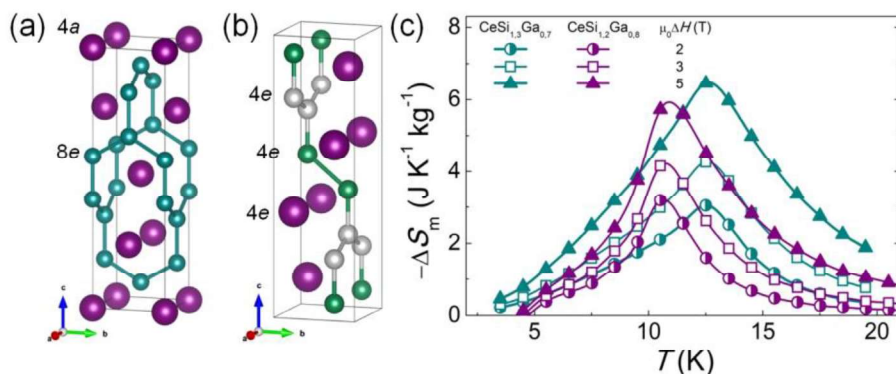 (a)
4a
8e
c
a
b
(b)
4e
4e
4e
c
a
b
(c)
CeSi1,3Ga0,7 CeSi1,2Ga0,8 μ0ΔH (T)
2
3
5
−ΔSm (J K-1 kg-1)
6
4
2
0
5 10 15 20
T (K)